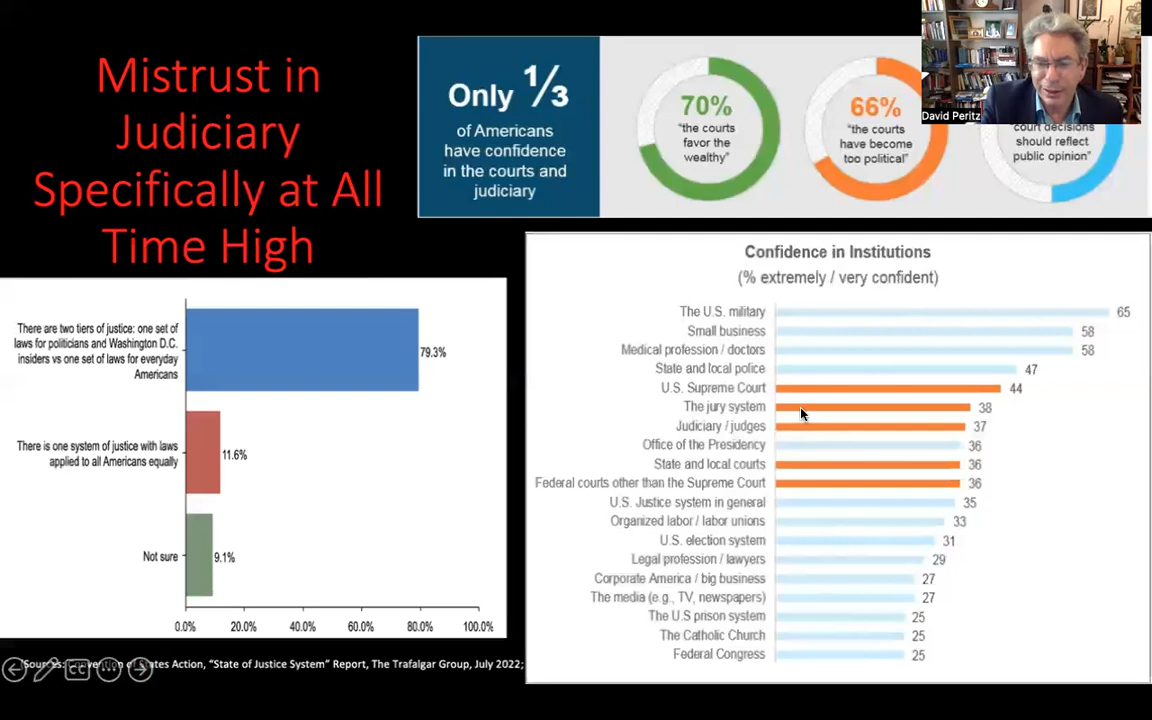 Mistrust in
Judiciary
Specifically at All
Time High
Only ⅓
of Americans
have confidence
in the courts and
judiciary
70%
“the courts
favor the
wealthy”
66%
“the courts
have become
too political”
court decisions
should reflect
public opinion”
David Peritz
There are two tiers of justice: one set of
laws for politicians and Washington D.C.
insiders vs one set of laws for everyday
Americans
79.3%
There is one system of justice with laws
applied to all Americans equally
11.6%
Not sure
9.1%
0.0% 20.0% 40.0% 60.0% 80.0% 100.0%
Confidence in Institutions
(% extremely / very confident)
The U.S. military 65
Small business 58
Medical profession / doctors 58
State and local police 47
U.S. Supreme Court 44
The jury system 38
Judiciary / judges 37
Office of the Presidency 36
State and local courts 36
Federal courts other than the Supreme Court 36
U.S. Justice system in general 35
Organized labor / labor unions 33
U.S. election system 31
Legal profession / lawyers 29
Corporate America / big business 27
The media (e.g., TV, newspapers) 27
The U.S prison system 25
The Catholic Church 25
Federal Congress 25
Sources: of States Action, “State of Justice System” Report, The Trafalgar Group, July 2022;
CC